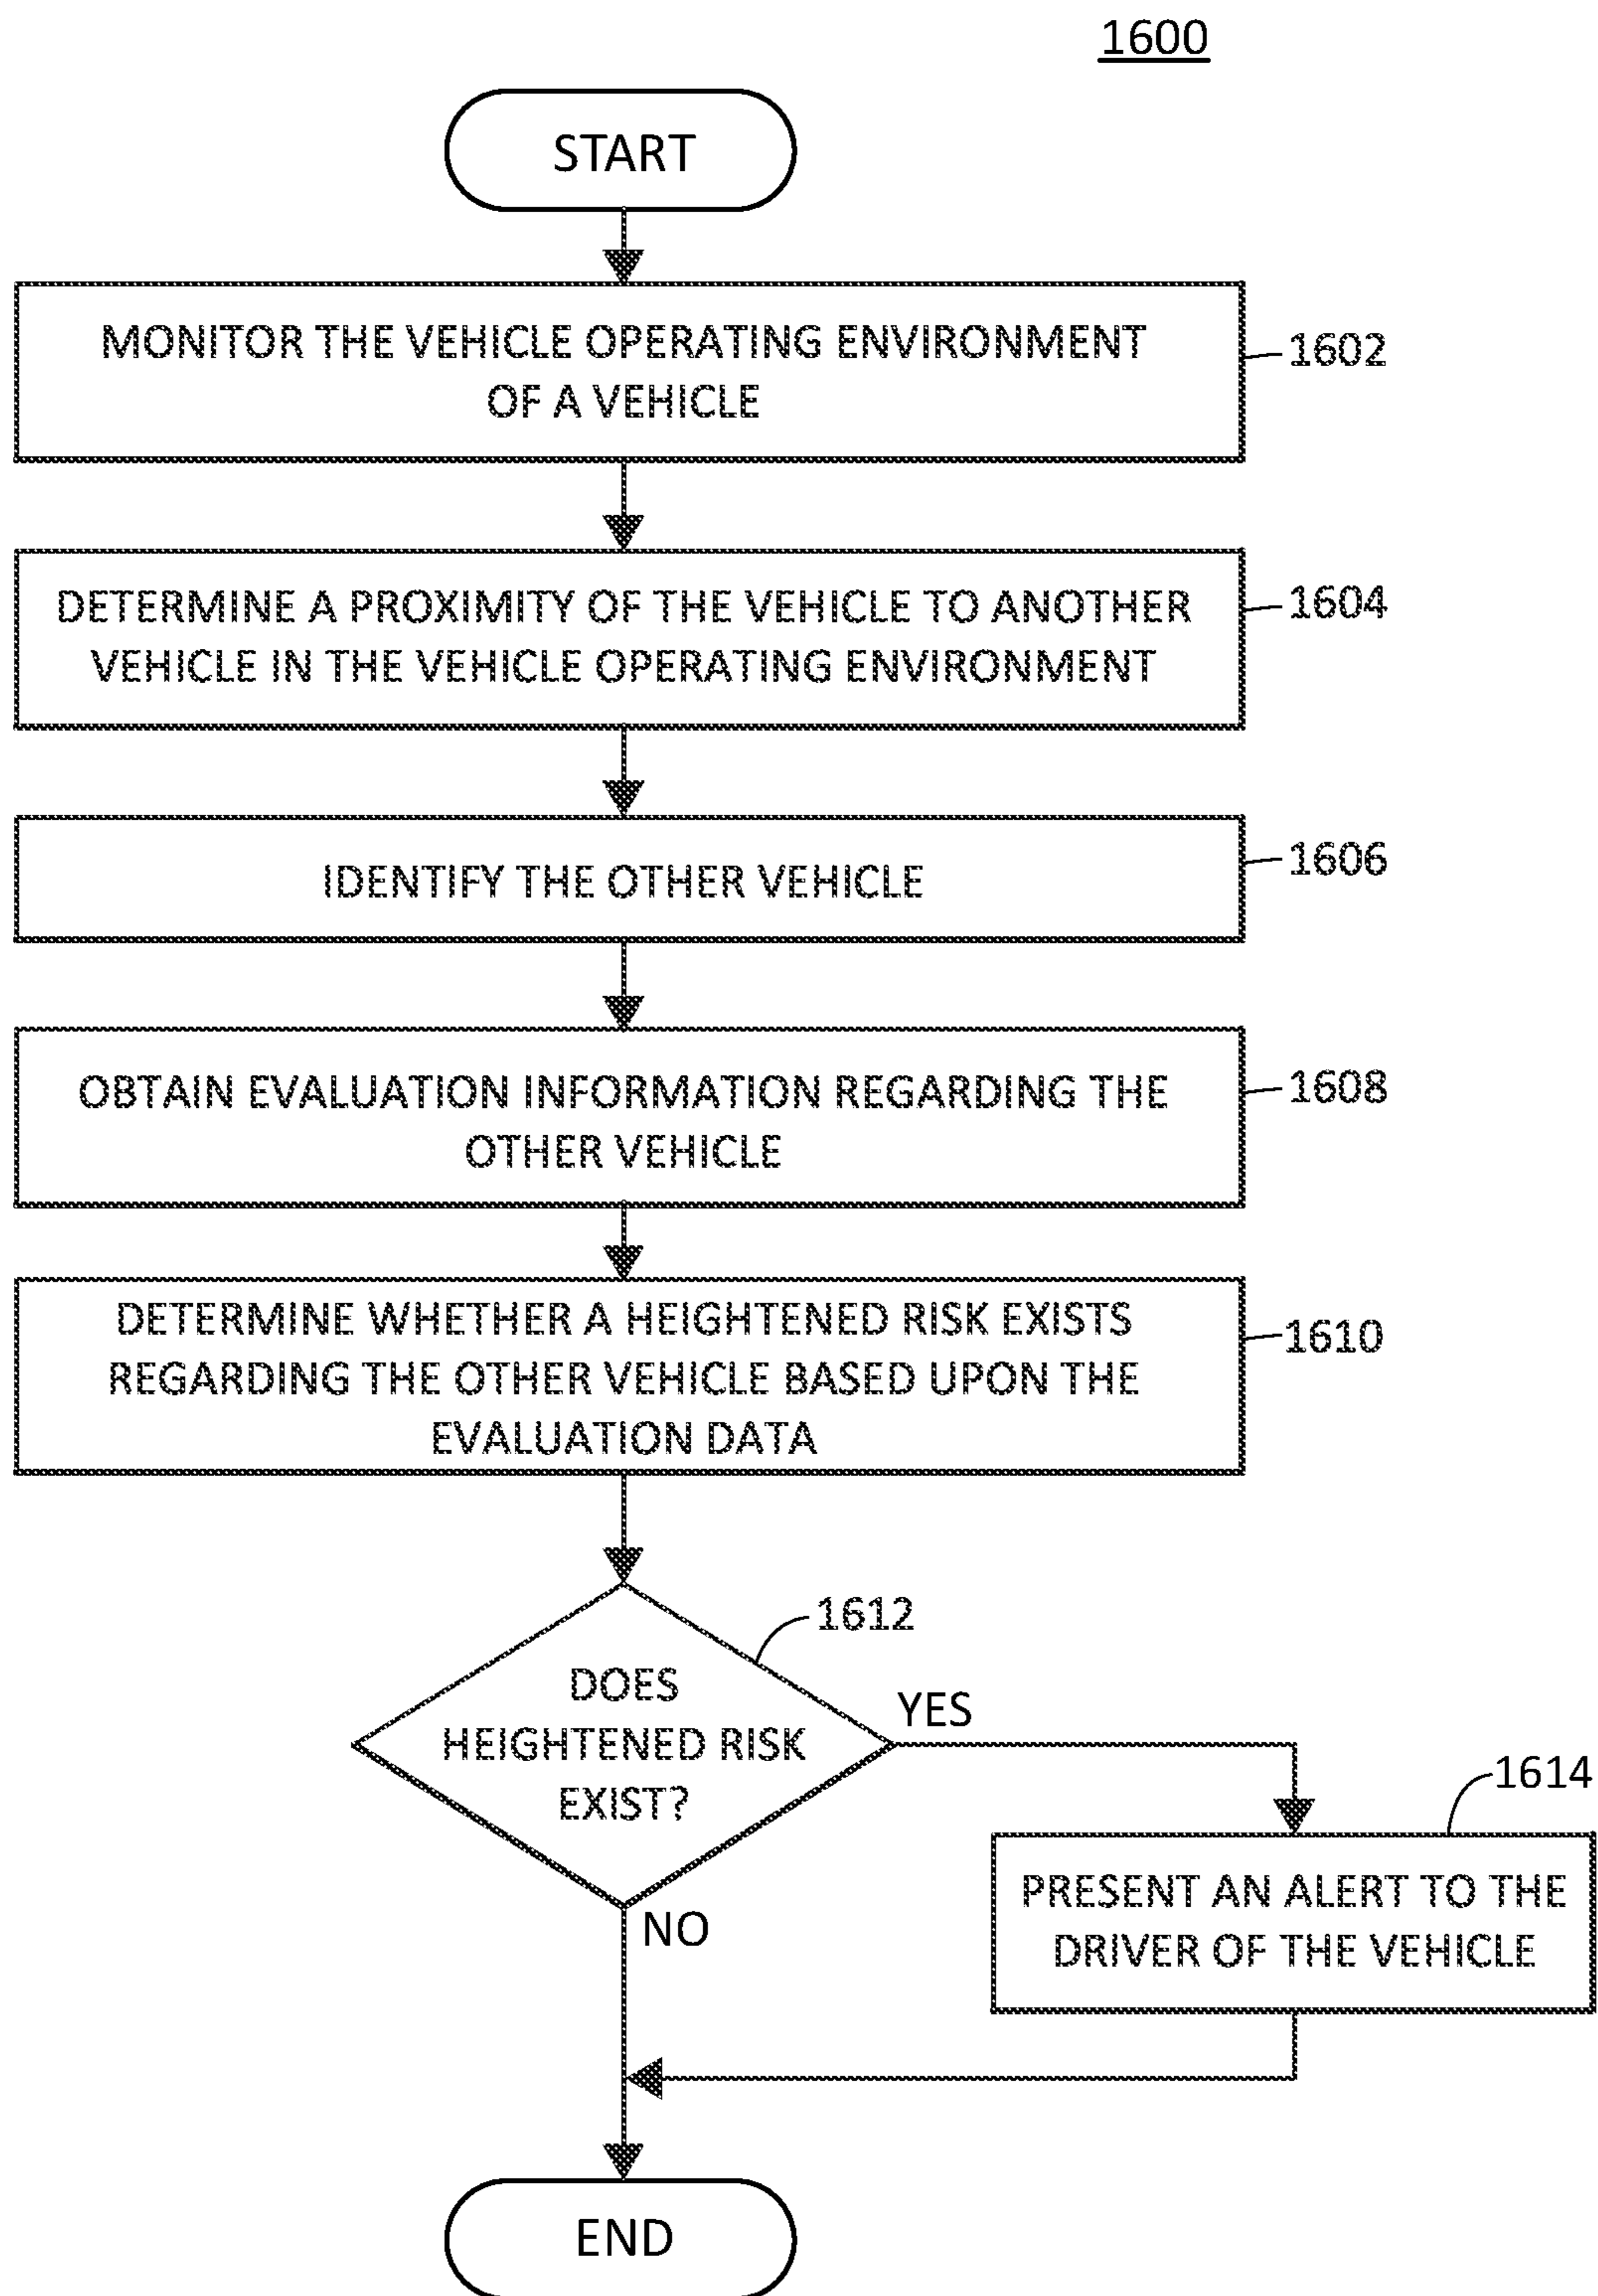 1600
START
MONITOR THE VEHICLE OPERATING ENVIRONMENT
OF A VEHICLE
1602
DETERMINE A PROXIMITY OF THE VEHICLE TO ANOTHER
VEHICLE IN THE VEHICLE OPERATING ENVIRONMENT
1604
IDENTIFY THE OTHER VEHICLE
1606
OBTAIN EVALUATION INFORMATION REGARDING THE
OTHER VEHICLE
1608
DETERMINE WHETHER A HEIGHTENED RISK EXISTS
REGARDING THE OTHER VEHICLE BASED UPON THE
EVALUATION DATA
1610
1612
DOES
HEIGHTENED RISK
EXIST?
YES
NO
1614
PRESENT AN ALERT TO THE
DRIVER OF THE VEHICLE
END